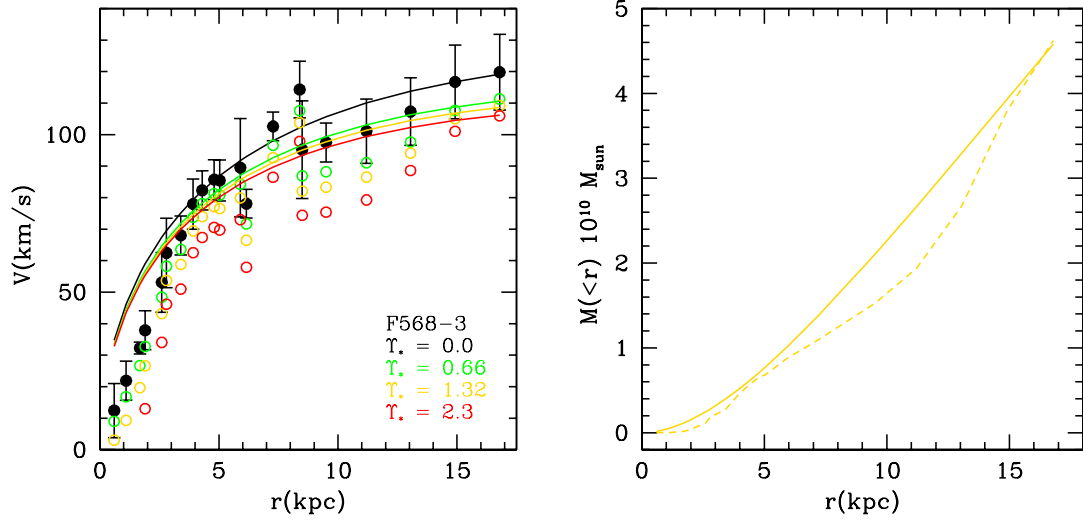 V(km/s)
100
50
0
F568-3
ϒ* = 0.0
ϒ* = 0.66
ϒ* = 1.32
ϒ* = 2.3
0 5 10 15
r(kpc)
M(<r) 10¹⁰ M_sun
5
4
3
2
1
0
0 5 10 15
r(kpc)